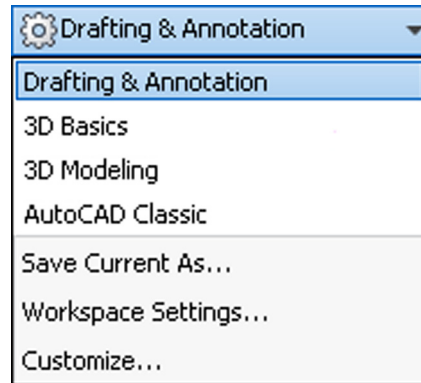 Drafting & Annotation
Drafting & Annotation
3D Basics
3D Modeling
AutoCAD Classic
Save Current As...
Workspace Settings...
Customize...